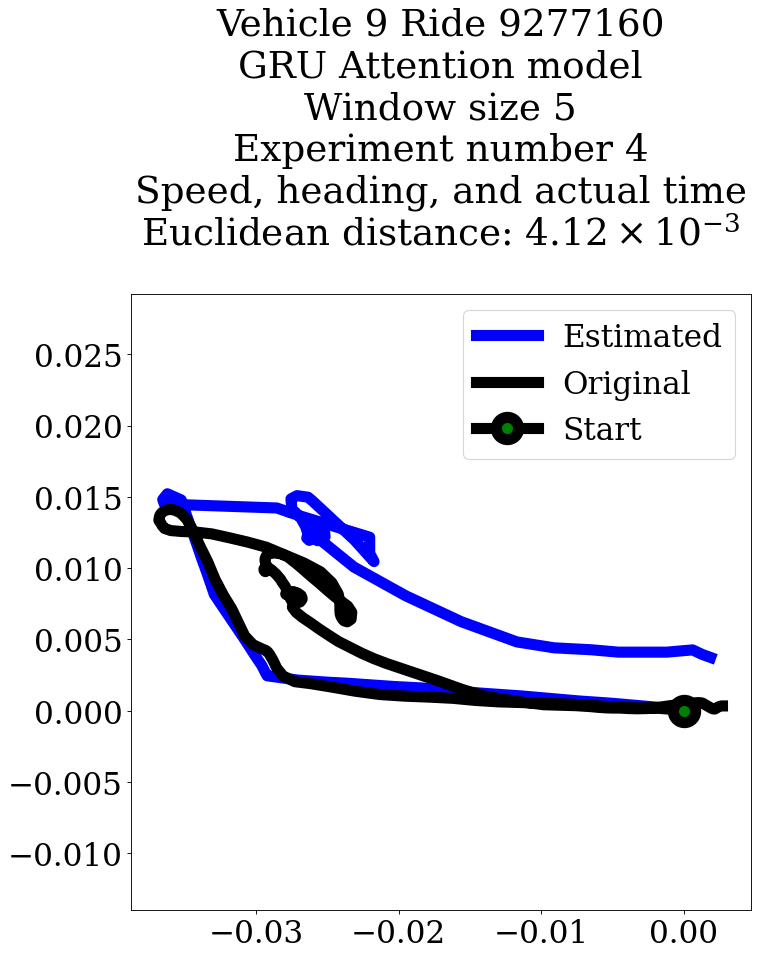 Vehicle 9 Ride 9277160
GRU Attention model
Window size 5
Experiment number 4
Speed, heading, and actual time
Euclidean distance: 4.12 × 10⁻³
Estimated
Original
Start
0.025
0.020
0.015
0.010
0.005
0.000
−0.005
−0.010
−0.03 −0.02 −0.01 0.00